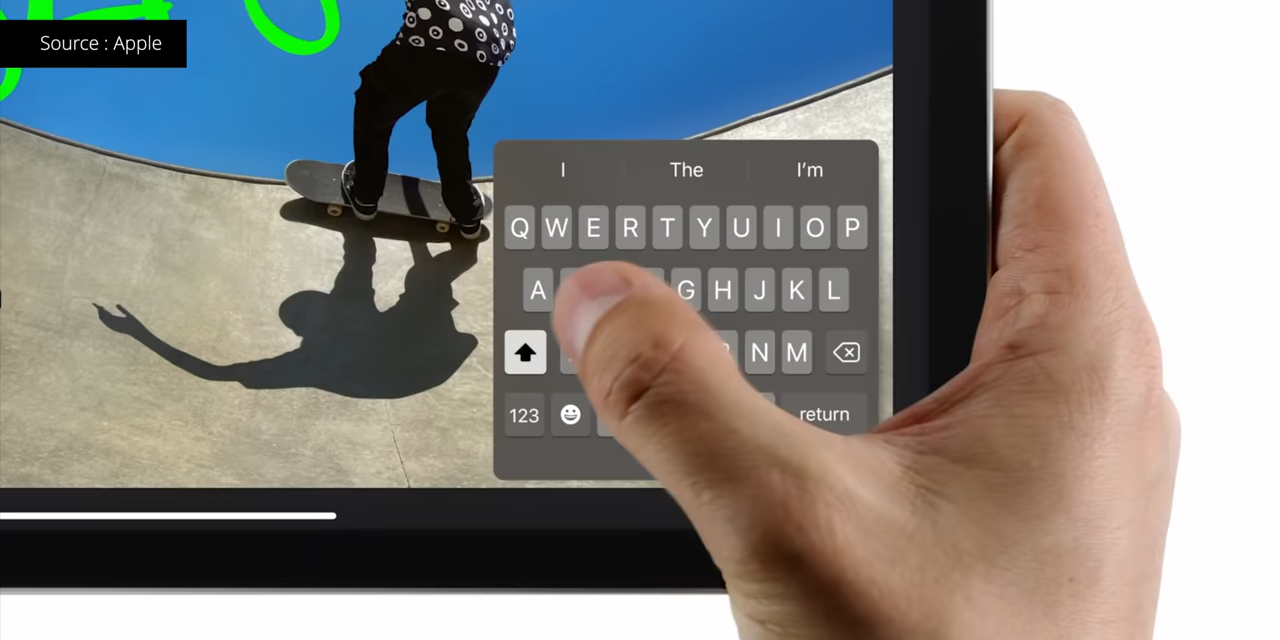 Source : Apple
I The I'm
Q W E R T Y U I O P
A G H J K L
N M
123 return